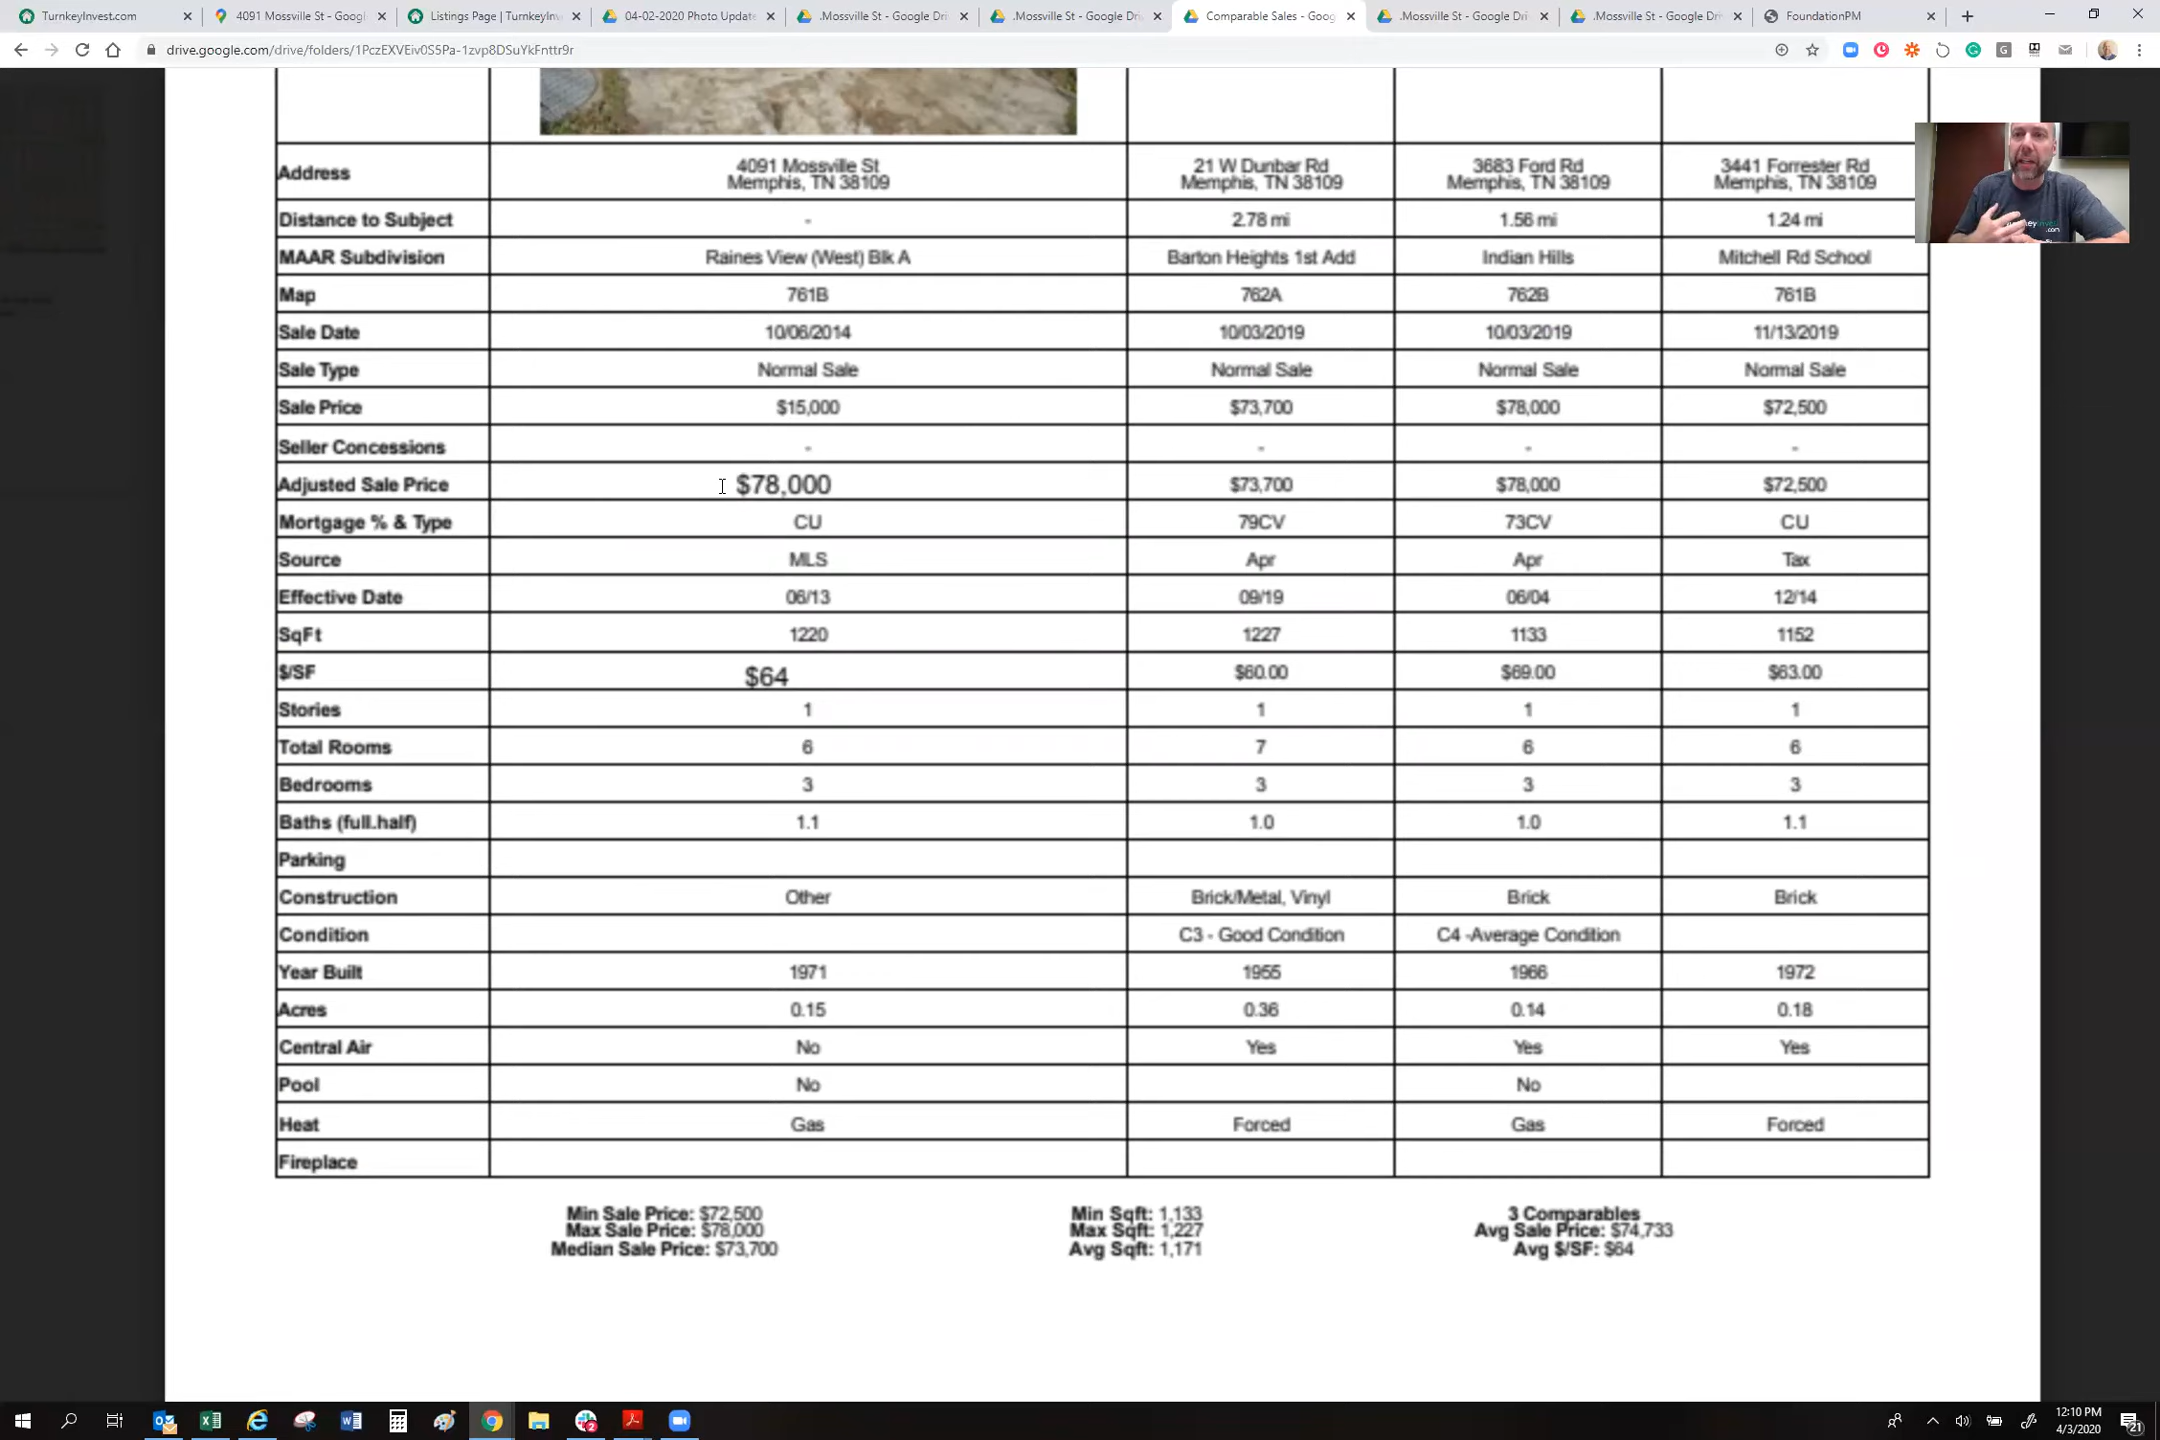 TurnkeyInvest.com
4091 Mossville St - Googl
Listings Page | TurnkeyInv
04-02-2020 Photo Update
.Mossville St - Google Dri
.Mossville St - Google Dri
Comparable Sales - Goog
.Mossville St - Google Dri
.Mossville St - Google Dri
FoundationPM
drive.google.com/drive/folders/1PczEXVEiv0S5Pa-1zvp8DSuYkFnttr9r
Address
4091 Mossville St
Memphis, TN 38109
21 W Dunbar Rd
Memphis, TN 38109
3683 Ford Rd
Memphis, TN 38109
3441 Forrester Rd
Memphis, TN 38109
Distance to Subject - 2.78 mi 1.56 mi 1.24 mi
MAAR Subdivision Raines View (West) Blk A Barton Heights 1st Add Indian Hills Mitchell Rd School
Map 761B 762A 762B 761B
Sale Date 10/06/2014 10/03/2019 10/03/2019 11/13/2019
Sale Type Normal Sale Normal Sale Normal Sale Normal Sale
Sale Price $15,000 $73,700 $78,000 $72,500
Seller Concessions - - - -
Adjusted Sale Price $78,000 $73,700 $78,000 $72,500
Mortgage % & Type CU 79CV 73CV CU
Source MLS Apr Apr Tax
Effective Date 06/13 09/19 06/04 12/14
SqFt 1220 1227 1133 1152
$/SF $64 $60.00 $69.00 $63.00
Stories 1 1 1 1
Total Rooms 6 7 6 6
Bedrooms 3 3 3 3
Baths (full.half) 1.1 1.0 1.0 1.1
Parking
Construction Other Brick/Metal, Vinyl Brick Brick
Condition C3 - Good Condition C4 -Average Condition
Year Built 1971 1955 1966 1972
Acres 0.15 0.36 0.14 0.18
Central Air No Yes Yes Yes
Pool No No
Heat Gas Forced Gas Forced
Fireplace
Min Sale Price: $72,500
Max Sale Price: $78,000
Median Sale Price: $73,700
Min Sqft: 1,133
Max Sqft: 1,227
Avg Sqft: 1,171
3 Comparables
Avg Sale Price: $74,733
Avg $/SF: $64
12:10 PM
4/3/2020
21